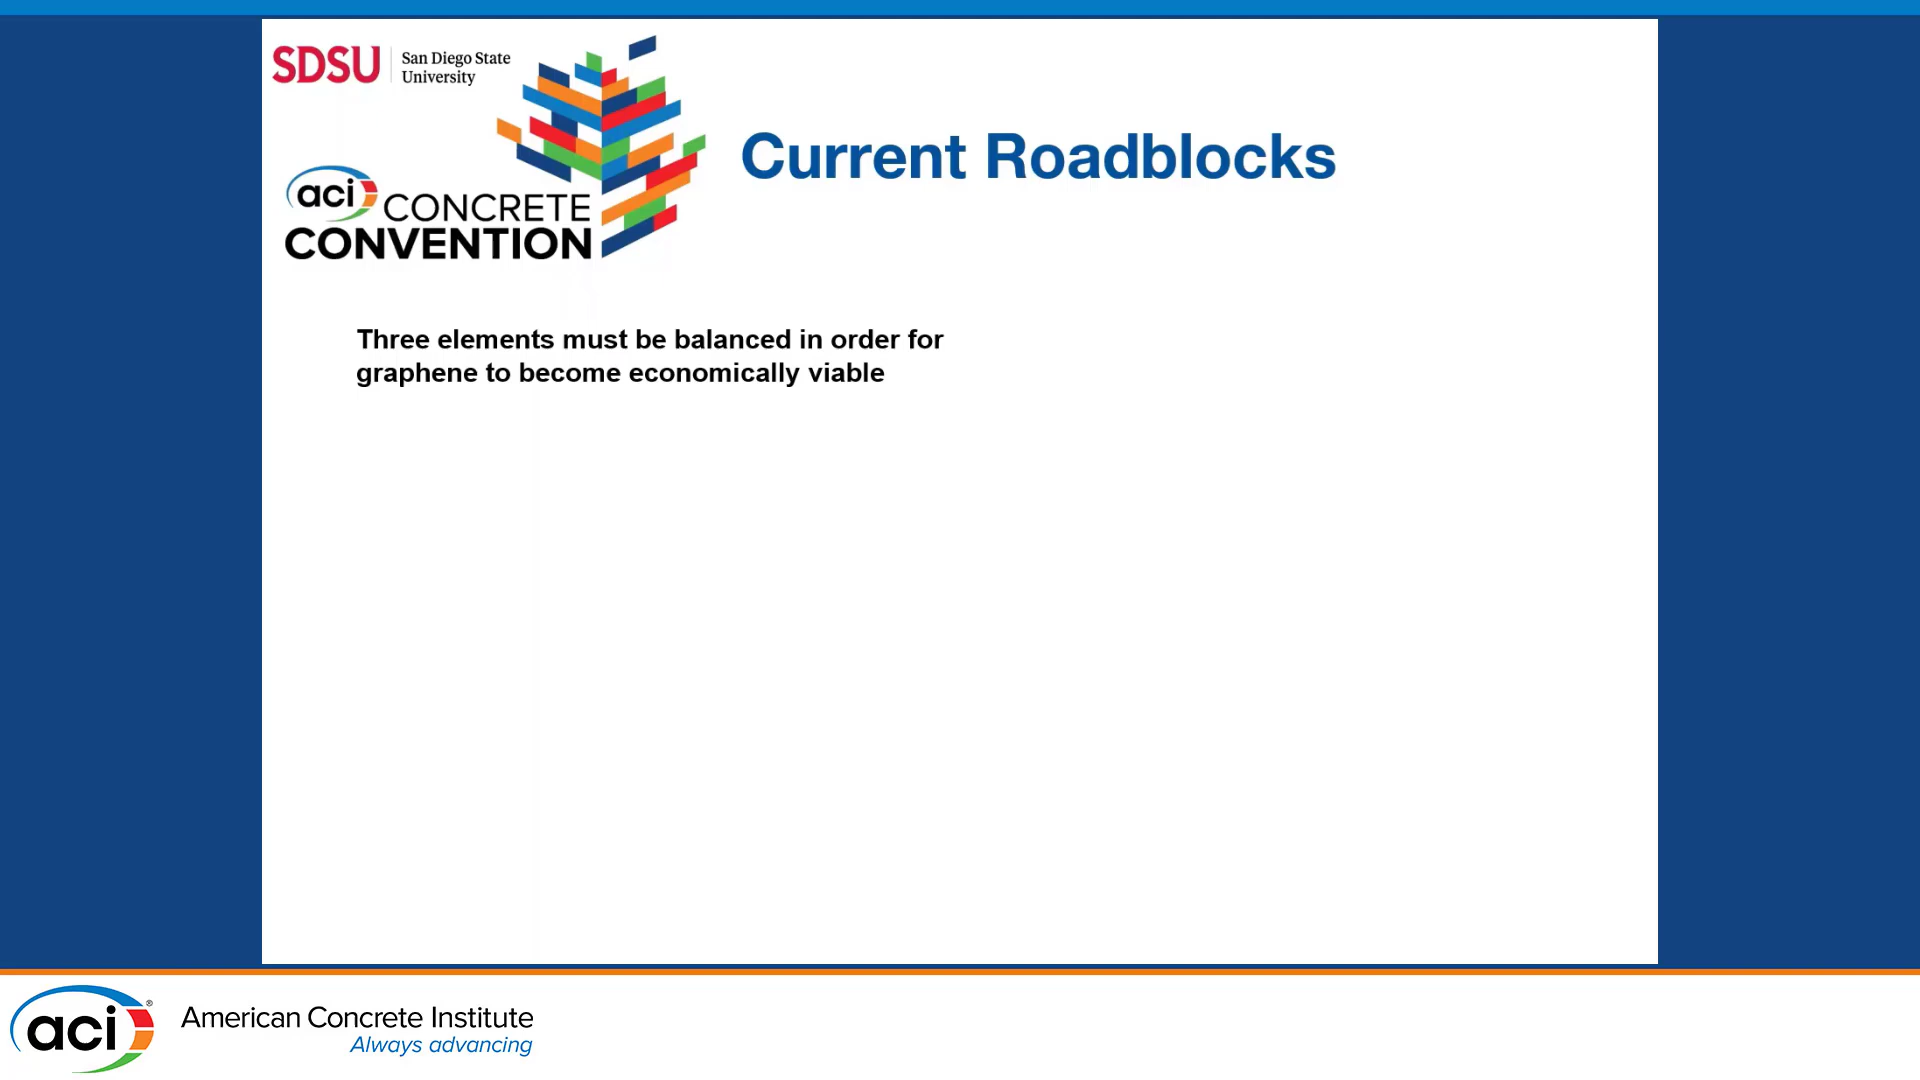 SDSU
San Diego State
University
Current Roadblocks
aci CONCRETE
CONVENTION
Three elements must be balanced in order for
graphene to become economically viable
aci®
American Concrete Institute
Always advancing